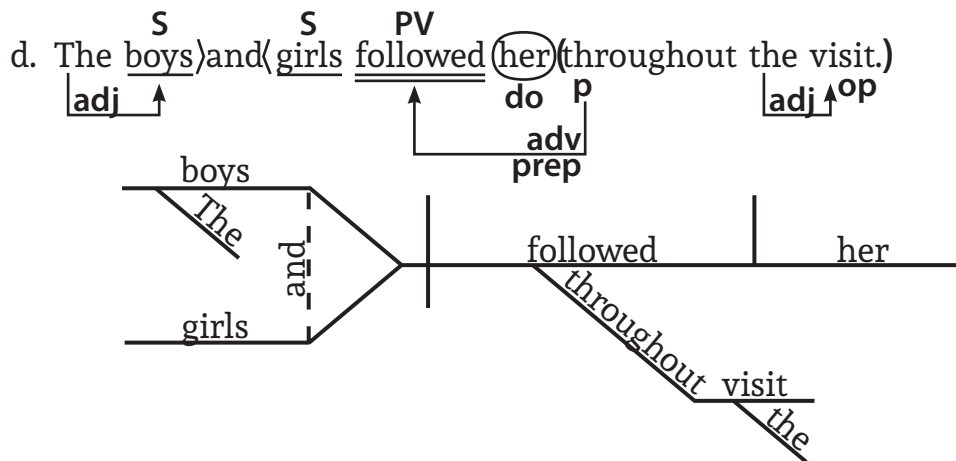 S S PV
d. The boys⟩and⟨girls followed her(throughout the visit.)
adj do p adj op
adv
prep
boys
The
and
followed her
girls
throughout
visit
the